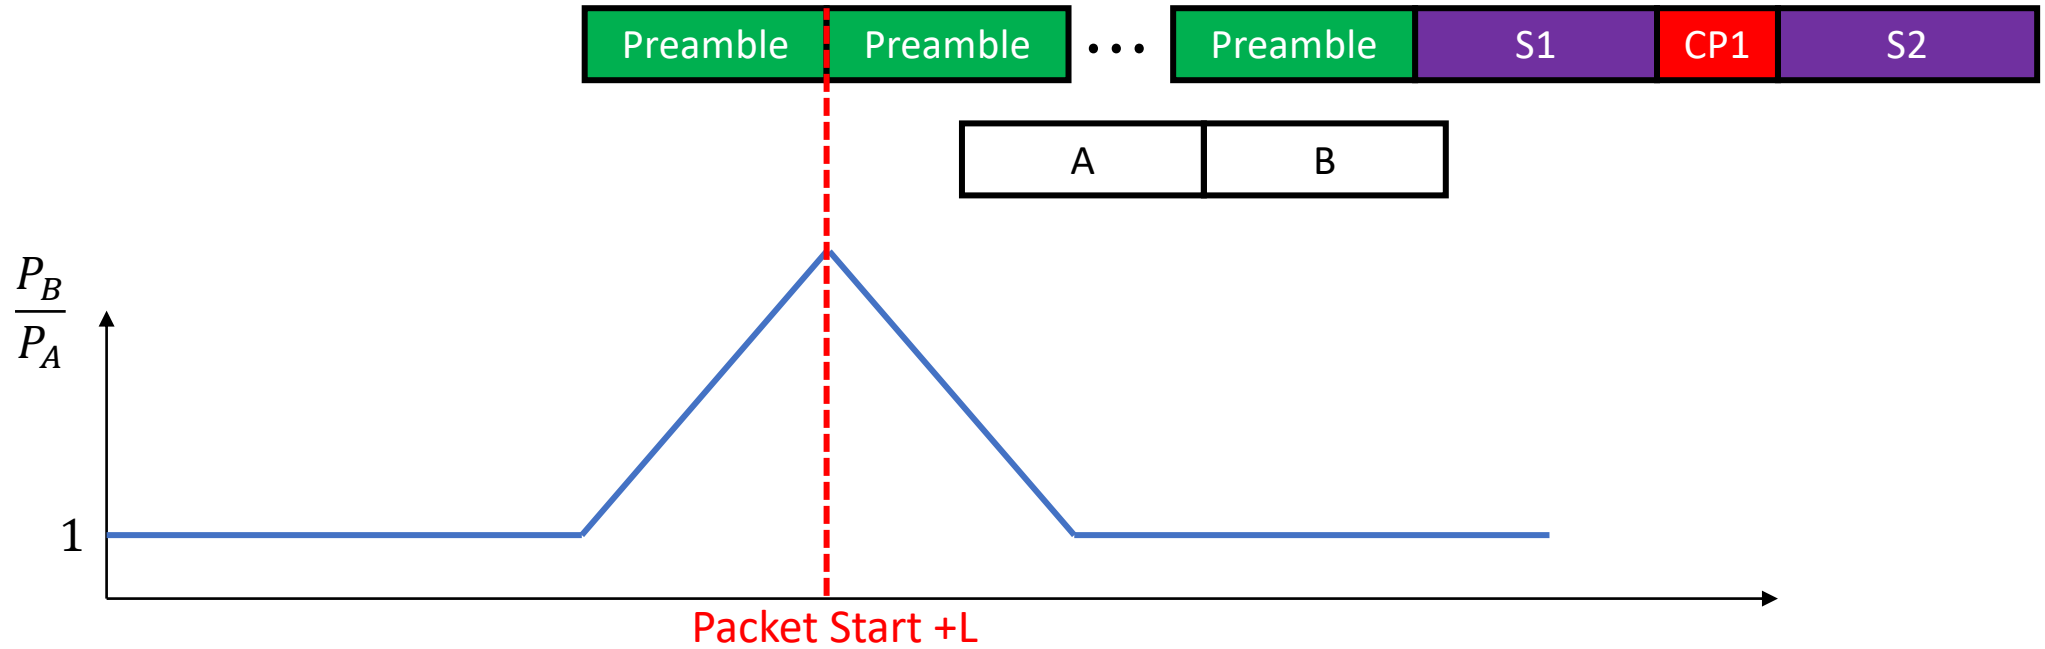 Preamble Preamble ... Preamble S1 CP1 S2
A B
P_B
P_A
1
Packet Start +L